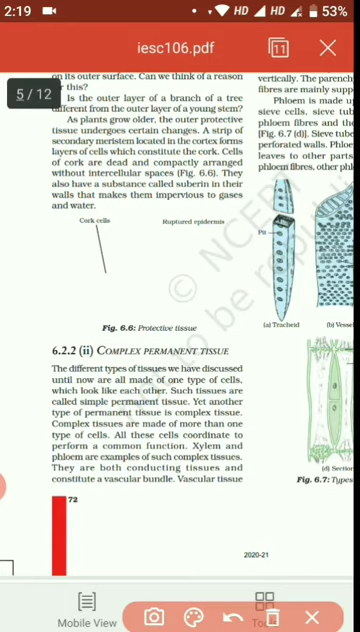 2:19
HD
HD
53%
iesc106.pdf
11
5 / 12
on its outer surface. Can we think of a reason
for this?
Is the outer layer of a branch of a tree
different from the outer layer of a young stem?
As plants grow older, the outer protective
tissue undergoes certain changes. A strip of
secondary meristem located in the cortex forms
layers of cells which constitute the cork. Cells
of cork are dead and compactly arranged
without intercellular spaces (Fig. 6.6). They
also have a substance called suberin in their
walls that makes them impervious to gases
and water.
Cork cells
Ruptured epidermis
Fig. 6.6: Protective tissue
6.2.2 (ii) COMPLEX PERMANENT TISSUE
The different types of tissues we have discussed
until now are all made of one type of cells,
which look like each other. Such tissues are
called simple permanent tissue. Yet another
type of permanent tissue is complex tissue.
Complex tissues are made of more than one
type of cells. All these cells coordinate to
perform a common function. Xylem and
phloem are examples of such complex tissues.
They are both conducting tissues and
constitute a vascular bundle. Vascular tissue
72
vertically. The parench
fibres are mainly supp
Phloem is made u
sieve cells, sieve tub
phloem fibres and the
[Fig. 6.7 (d)]. Sieve tube
perforated walls. Phloe
leaves to other parts
phloem fibres, other phl
Pit
(a) Tracheid
(b) Vesse
(d) Section
Fig. 6.7: Types
© NCERT
to be republi
2020-21
Mobile View